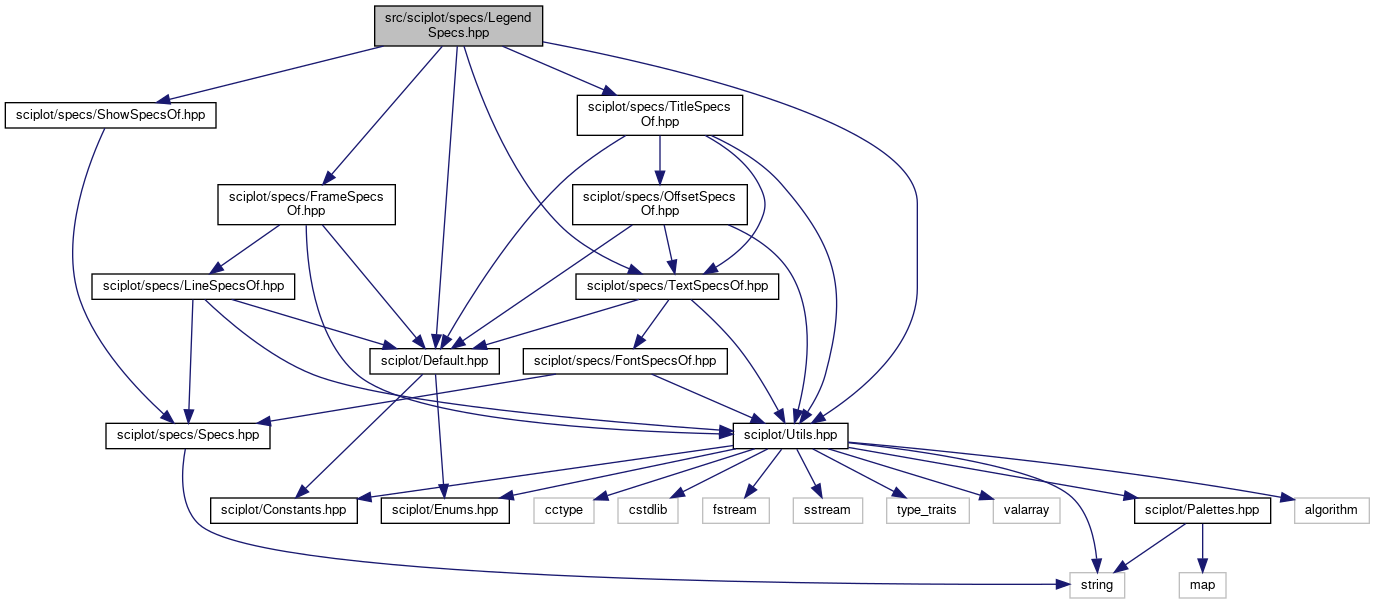 src/sciplot/specs/Legend
Specs.hpp
sciplot/specs/ShowSpecsOf.hpp
sciplot/specs/TitleSpecs
Of.hpp
sciplot/specs/FrameSpecs
Of.hpp
sciplot/specs/OffsetSpecs
Of.hpp
sciplot/specs/LineSpecsOf.hpp
sciplot/specs/TextSpecsOf.hpp
sciplot/Default.hpp
sciplot/specs/FontSpecsOf.hpp
sciplot/specs/Specs.hpp
sciplot/Utils.hpp
sciplot/Constants.hpp
sciplot/Enums.hpp
cctype
cstdlib
fstream
sstream
type_traits
valarray
sciplot/Palettes.hpp
algorithm
string
map